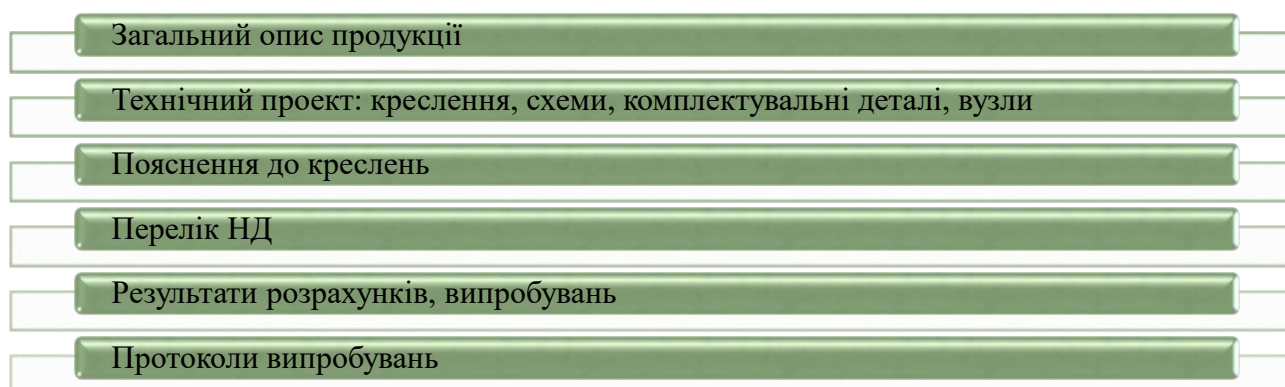 Загальний опис продукції
Технічний проект: креслення, схеми, комплектувальні деталі, вузли
Пояснення до креслень
Перелік НД
Результати розрахунків, випробувань
Протоколи випробувань